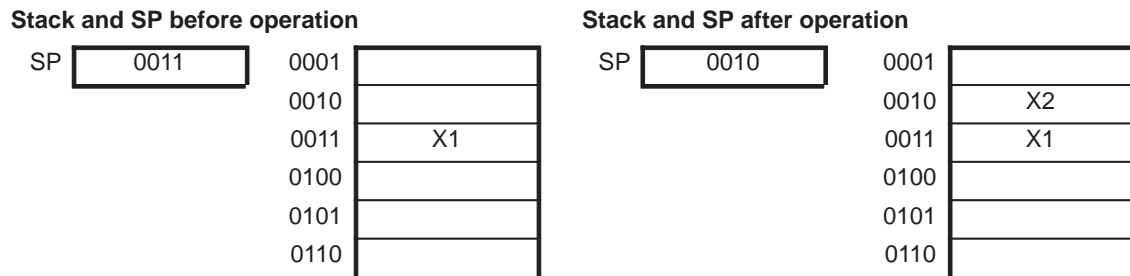 Stack and SP before operation
Stack and SP after operation
SP 0011 0001
SP 0010 0001
0010
0010 X2
0011 X1
0011 X1
0100
0100
0101
0101
0110
0110